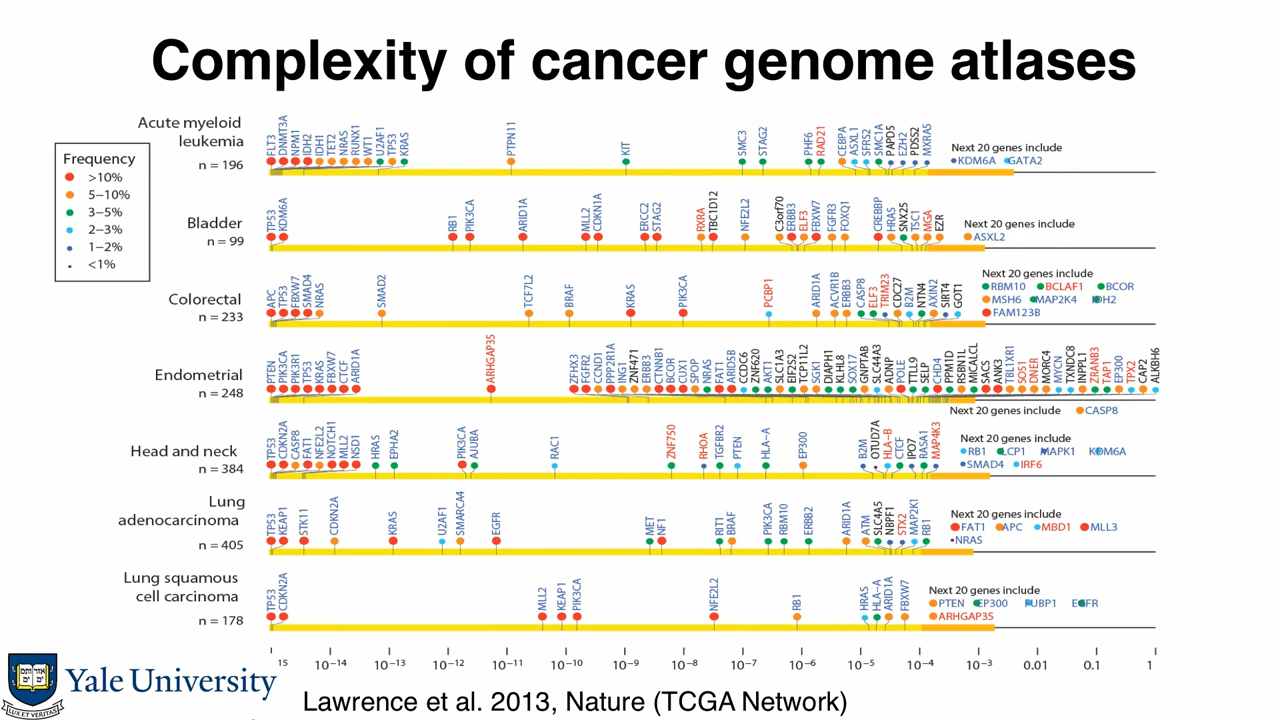 Complexity of cancer genome atlases
Frequency
>10%
5–10%
3–5%
2–3%
1–2%
<1%
Acute myeloid
leukemia
n = 196
FLT3 DNMT3A NPM1 IDH2 IDH1 TET2 NRAS RUNX1 WT1 U2AF1 TP53 KRAS PTPN11 KIT SMC3 STAG2 PHF6 RAD21 CEBPA ASXL1 SFRS2 SMC1A PAPD5 EZH2 PDSS2 MXRA5
Next 20 genes include
KDM6A GATA2
Bladder
n = 99
TP53 KDM6A RB1 PIK3CA ARID1A MLL2 CDKN1A ERCC2 STAG2 RXRA TBC1D12 NFE2L2 C3orf70 ERBB3 ELF3 FBXW7 FGFR3 FOXQ1 CREBBP HRAS SNX25 TSC1 MGA EZR
Next 20 genes include
ASXL2
Colorectal
n = 233
APC TP53 FBXW7 SMAD4 NRAS SMAD2 TCF7L2 BRAF KRAS PIK3CA PCBP1 ARID1A ACVR1B ERBB3 CASP8 ELF3 TRIM23 CDC27 B2M NTN4 AXIN2 SIRT4 GOT1
Next 20 genes include
RBM10 BCLAF1 BCOR
MSH6 MAP2K4 IDH2
FAM123B
Endometrial
n = 248
PTEN PIK3CA PIK3R1 TP53 KRAS FBXW7 CTCF ARID1A ARHGAP35 ZFHX3 FGFR2 CCND1 PPP2R1A ING1 ZNF471 ERBB3 CTNNB1 BCOR CUX1 SPOP NRAS FAT1 ARID5B CCDC6 ZNF620 AKT1 SLC1A3 EIF2S2 TCP11L2 SGK1 DIAPH1 KLHL8 SOX17 GNPTAB SLC44A3 ADNP POLE TTLL9 SELP CHD4 PPM1D RSBN1L MICALCL SACS ANK3 TBL1XR1 SOS1 DNER MORC4 MYCN TXNDC8 INPPL1 ZRANB3 TAP1 EP300 TPX2 CAP2 ALKBH6
Next 20 genes include
CASP8
Head and neck
n = 384
TP53 CDKN2A CASP8 FAT1 NFE2L2 NOTCH1 MLL2 NSD1 HRAS EPHA2 PIK3CA AJUBA RAC1 ZNF750 RHOA TGFBR2 PTEN HLA–A EP300 B2M OTUD7A HLA–B CTCF IPO7 RASA1 MAP4K3
Next 20 genes include
RB1 LCP1 MAPK1 KDM6A
SMAD4 IRF6
Lung
adenocarcinoma
n = 405
TP53 KEAP1 STK11 CDKN2A KRAS U2AF1 SMARCA4 EGFR MET NF1 RIT1 BRAF PIK3CA RBM10 ERBB2 ARID1A ATM SLC4A5 NBPF1 STX2 MAP2K1 RB1
Next 20 genes include
FAT1 APC MBD1 MLL3
NRAS
Lung squamous
cell carcinoma
n = 178
TP53 CDKN2A MLL2 KEAP1 PIK3CA NFE2L2 RB1 HRAS HLA–A ARID1A FBXW7
Next 20 genes include
PTEN EP300 FUBP1 EGFR
ARHGAP35
15 10−14 10−13 10−12 10−11 10−10 10−9 10−8 10−7 10−6 10−5 10−4 10−3 0.01 0.1 1
LUX ET VERITAS
Yale University
Lawrence et al. 2013, Nature (TCGA Network)